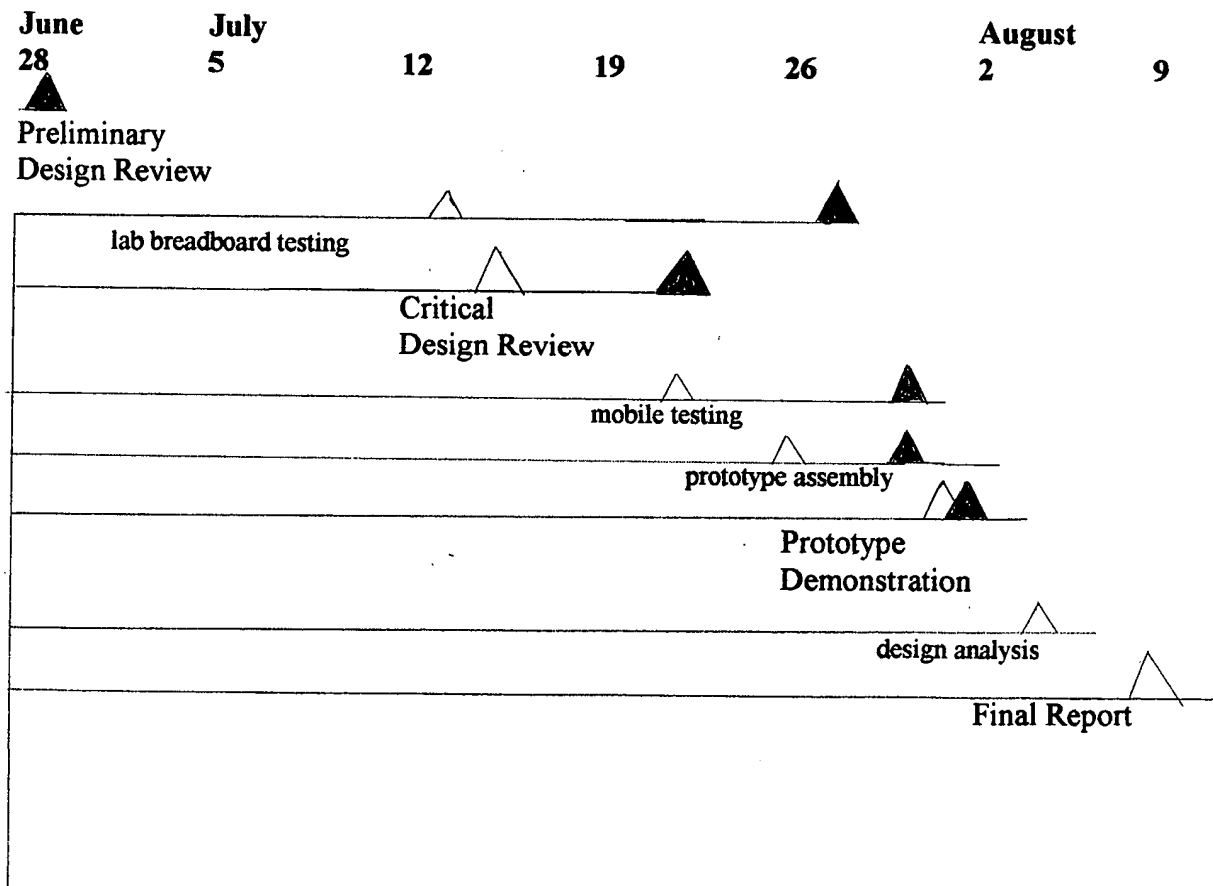 June July August
28 5 12 19 26 2 9
Preliminary
Design Review
lab breadboard testing
Critical
Design Review
mobile testing
prototype assembly
Prototype
Demonstration
design analysis
Final Report